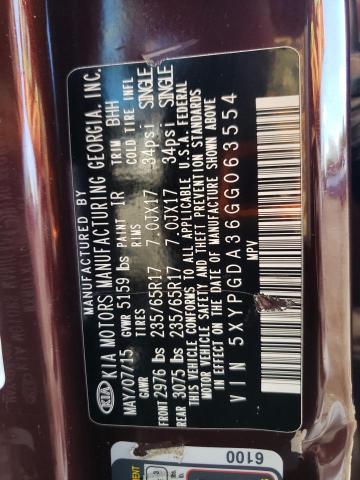 MANUFACTURED BY
KIA MOTORS MANUFACTURING GEORGIA, INC.
KIA
MAY/07/15 GVWR 5159 lbs PAINT IR TRIM BHH
GAWR TIRES RIMS COLD TIRE INFL
FRONT 2976 lbs 235/65R17 7.0JX17 34psi SINGLE
REAR 3075 lbs 235/65R17 7.0JX17 34psi SINGLE
THIS VEHICLE CONFORMS TO ALL APPLICABLE U.S.A. FEDERAL
MOTOR VEHICLE SAFETY AND THEFT PREVENTION STANDARDS
IN EFFECT ON THE DATE OF MANUFACTURE SHOWN ABOVE
VIN 5XYPGDA36GG063554
MPV
6100